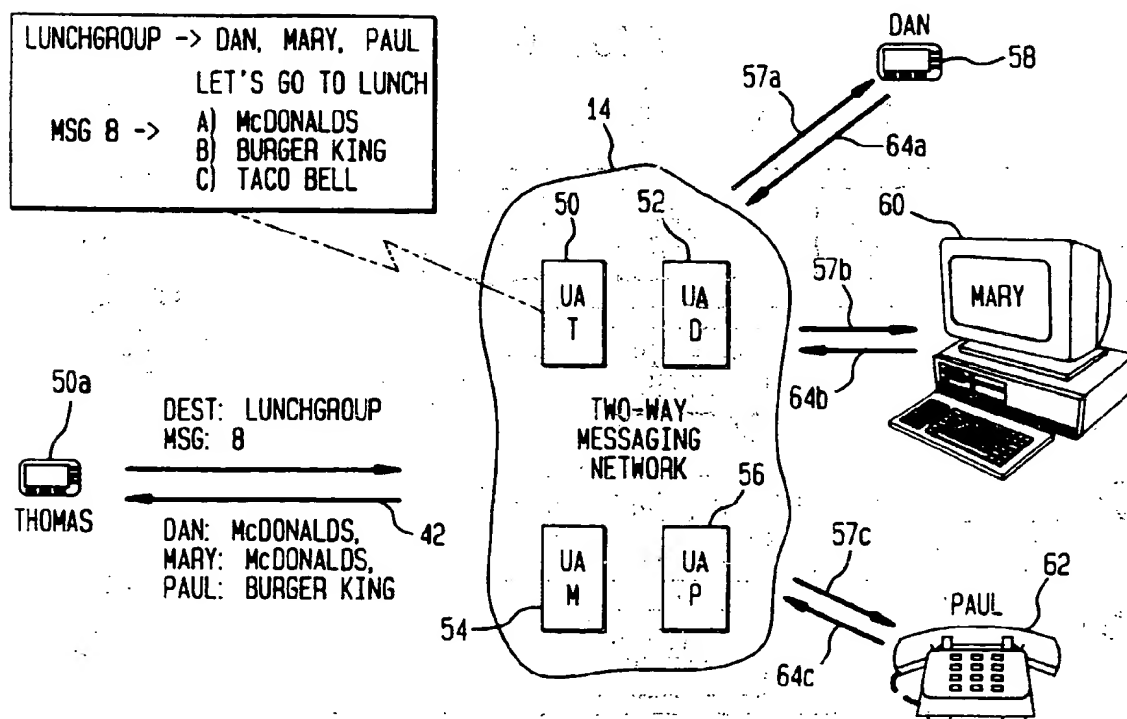 LUNCHGROUP -> DAN, MARY, PAUL
LET'S GO TO LUNCH
MSG 8 ->
A) McDONALDS
B) BURGER KING
C) TACO BELL
DAN
58
57a
64a
14
50
52
UA
T
UA
D
60
57b
MARY
64b
50a
DEST: LUNCHGROUP
MSG: 8
THOMAS
42
DAN: McDONALDS,
MARY: McDONALDS,
PAUL: BURGER KING
TWO-WAY
MESSAGING
NETWORK
56
UA
M
UA
P
54
57c
64c
PAUL
62